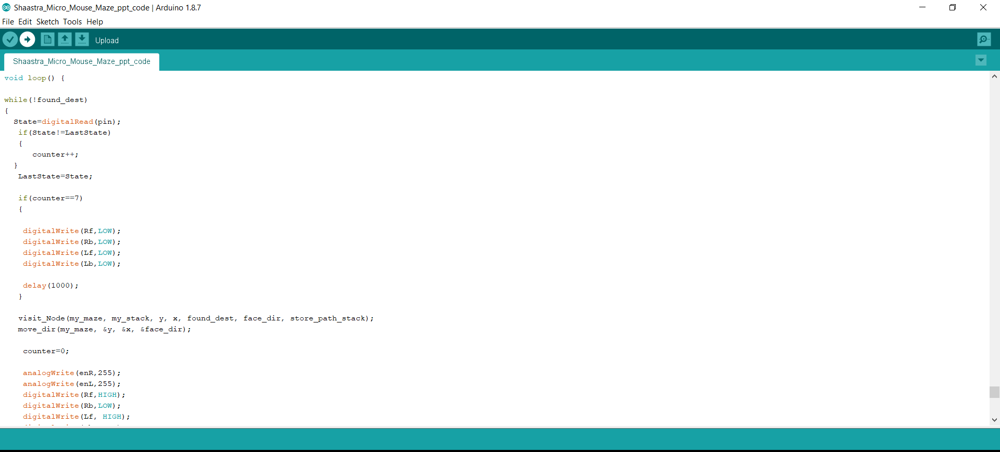 Shaastra_Micro_Mouse_Maze_ppt_code | Arduino 1.8.7
File Edit Sketch Tools Help
Upload
Shaastra_Micro_Mouse_Maze_ppt_code
void loop() {
while(!found_dest)
{
State=digitalRead(pin);
if(State!=LastState)
{
counter++;
}
LastState=State;
if(counter==7)
{
digitalWrite(Rf,LOW);
digitalWrite(Rb,LOW);
digitalWrite(Lf,LOW);
digitalWrite(Lb,LOW);
delay(1000);
}
visit_Node(my_maze, my_stack, y, x, found_dest, face_dir, store_path_stack);
move_dir(my_maze, &y, &x, &face_dir);
counter=0;
analogWrite(enR,255);
analogWrite(enL,255);
digitalWrite(Rf,HIGH);
digitalWrite(Rb,LOW);
digitalWrite(Lf, HIGH);